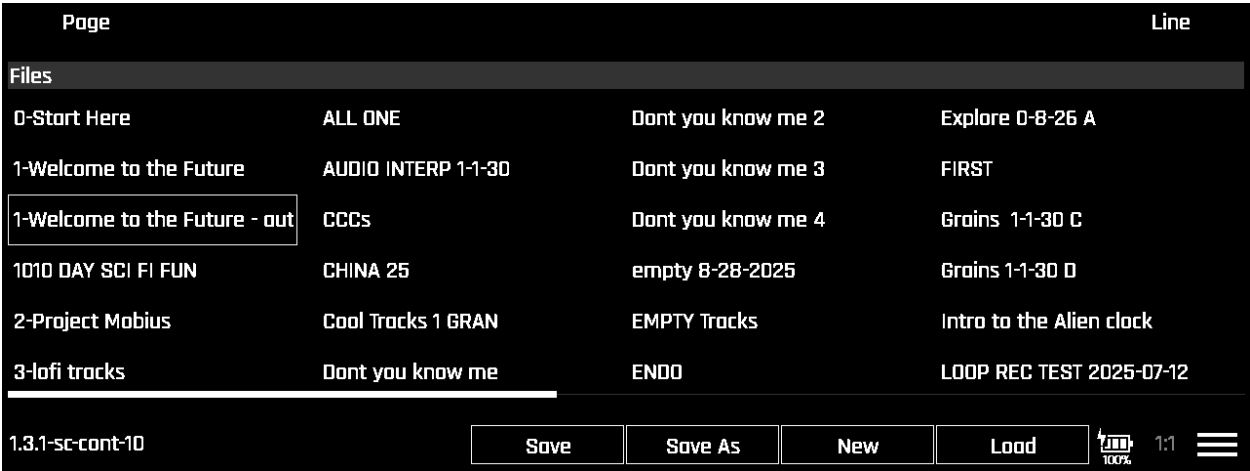 Page Line
Files
0-Start Here ALL ONE Dont you know me 2 Explore 0-8-26 A
1-Welcome to the Future AUDIO INTERP 1-1-30 Dont you know me 3 FIRST
1-Welcome to the Future - out CCCs Dont you know me 4 Grains 1-1-30 C
1010 DAY SCI FI FUN CHINA 25 empty 8-28-2025 Grains 1-1-30 D
2-Project Mobius Cool Tracks 1 GRAN EMPTY Tracks Intro to the Alien clock
3-lofi tracks Dont you know me ENDO LOOP REC TEST 2025-07-12
1.3.1-sc-cont-10 Save Save As New Load 100% 1:1